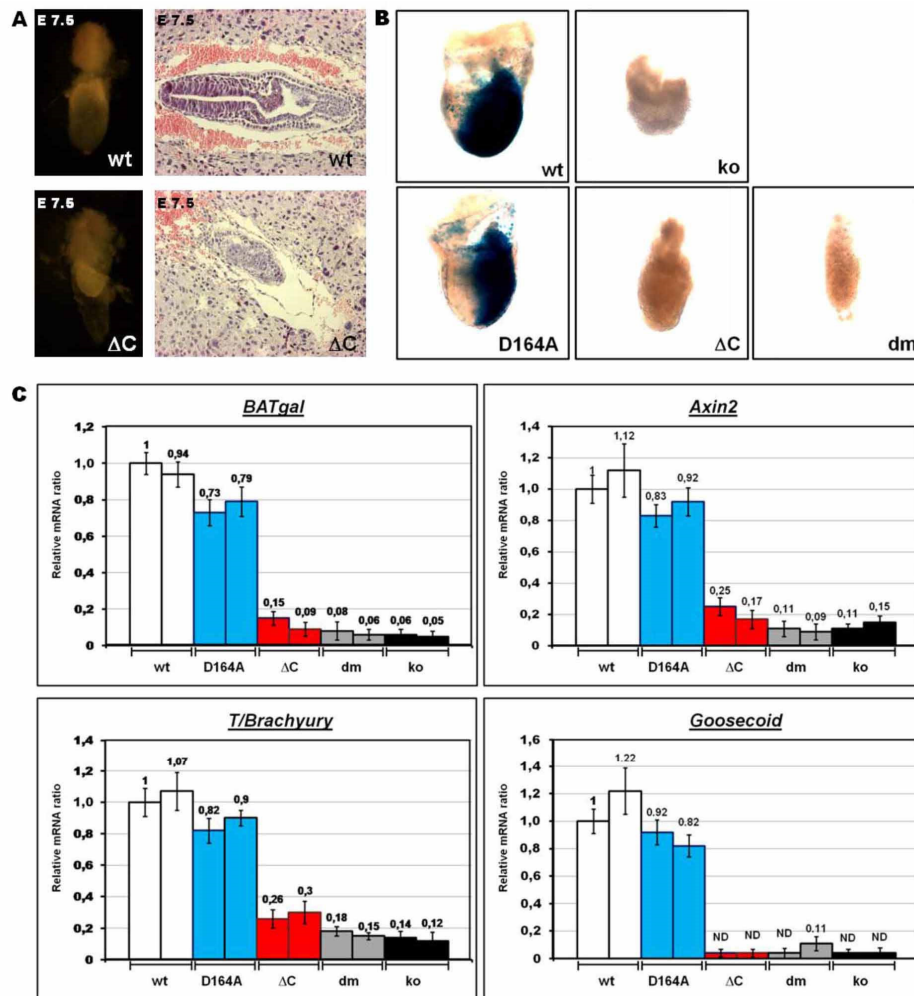 A
E 7.5
wt
E 7.5
wt
E 7.5
ΔC
E 7.5
ΔC
B
wt
ko
D164A
ΔC
dm
C
BATgal
Relative mRNA ratio
1,2
1,0
0,8
0,6
0,4
0,2
0
1
0,94
0,73
0,79
0,15
0,09
0,08
0,06
0,06
0,05
wt
D164A
ΔC
dm
ko
Axin2
Relative mRNA ratio
1,4
1,2
1,0
0,8
0,6
0,4
0,2
0
1
1,12
0,83
0,92
0,25
0,17
0,11
0,09
0,11
0,15
wt
D164A
ΔC
dm
ko
T/Brachyury
Relative mRNA ratio
1,4
1,2
1,0
0,8
0,6
0,4
0,2
0
1
1,07
0,82
0,9
0,26
0,3
0,18
0,15
0,14
0,12
wt
D164A
ΔC
dm
ko
Goosecoid
Relative mRNA ratio
1,6
1,4
1,2
1,0
0,8
0,6
0,4
0,2
0
1
1.22
0.92
0.82
ND
ND
ND
0,11
ND
ND
wt
D164A
ΔC
dm
ko